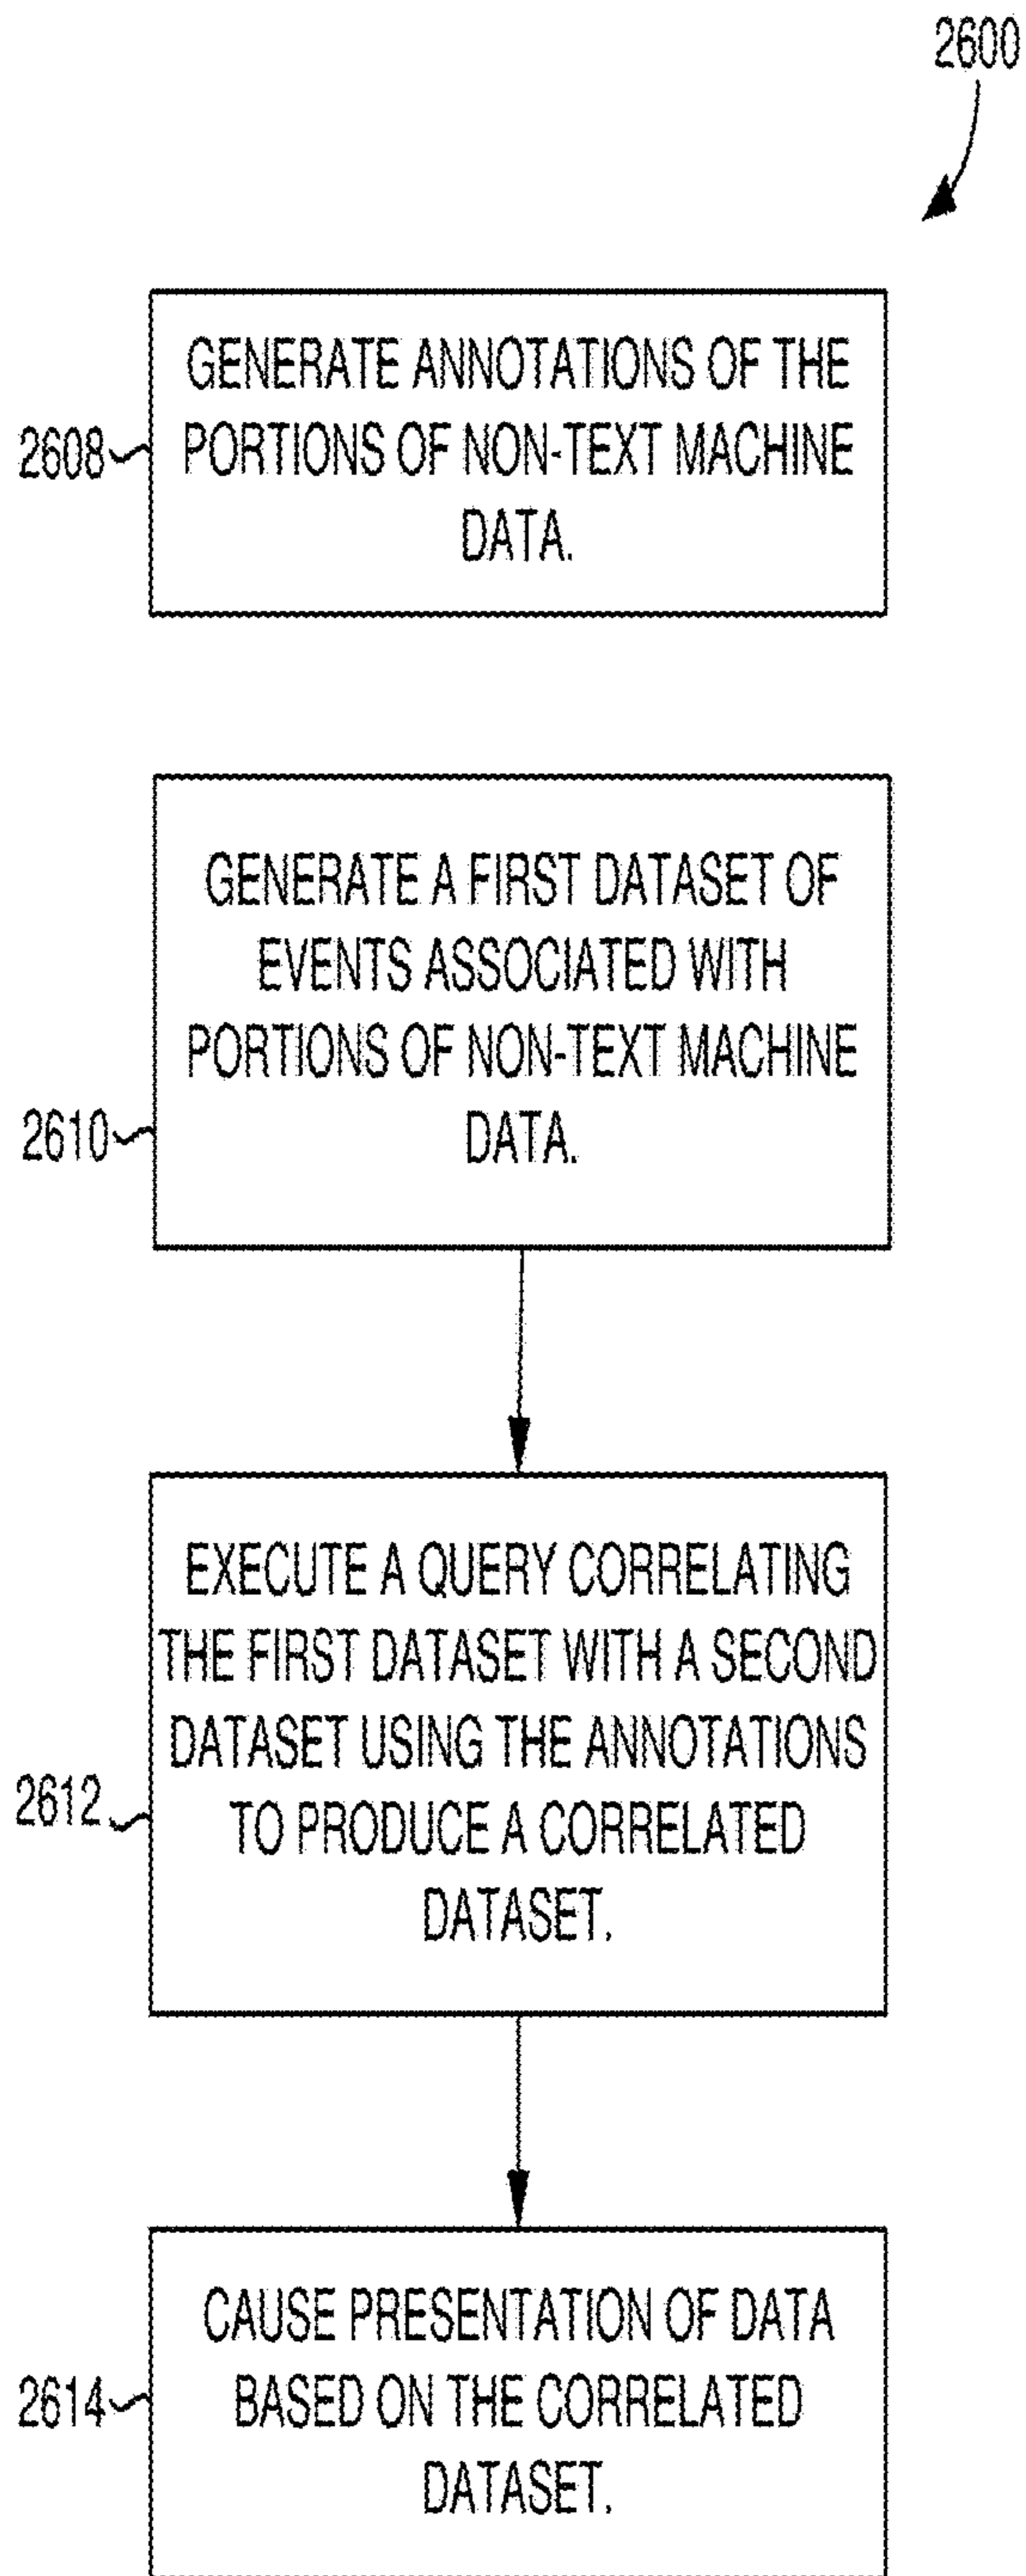 2600
GENERATE ANNOTATIONS OF THE
PORTIONS OF NON-TEXT MACHINE
DATA.
2608
GENERATE A FIRST DATASET OF
EVENTS ASSOCIATED WITH
PORTIONS OF NON-TEXT MACHINE
DATA.
2610
EXECUTE A QUERY CORRELATING
THE FIRST DATASET WITH A SECOND
DATASET USING THE ANNOTATIONS
TO PRODUCE A CORRELATED
DATASET.
2612
CAUSE PRESENTATION OF DATA
BASED ON THE CORRELATED
DATASET.
2614